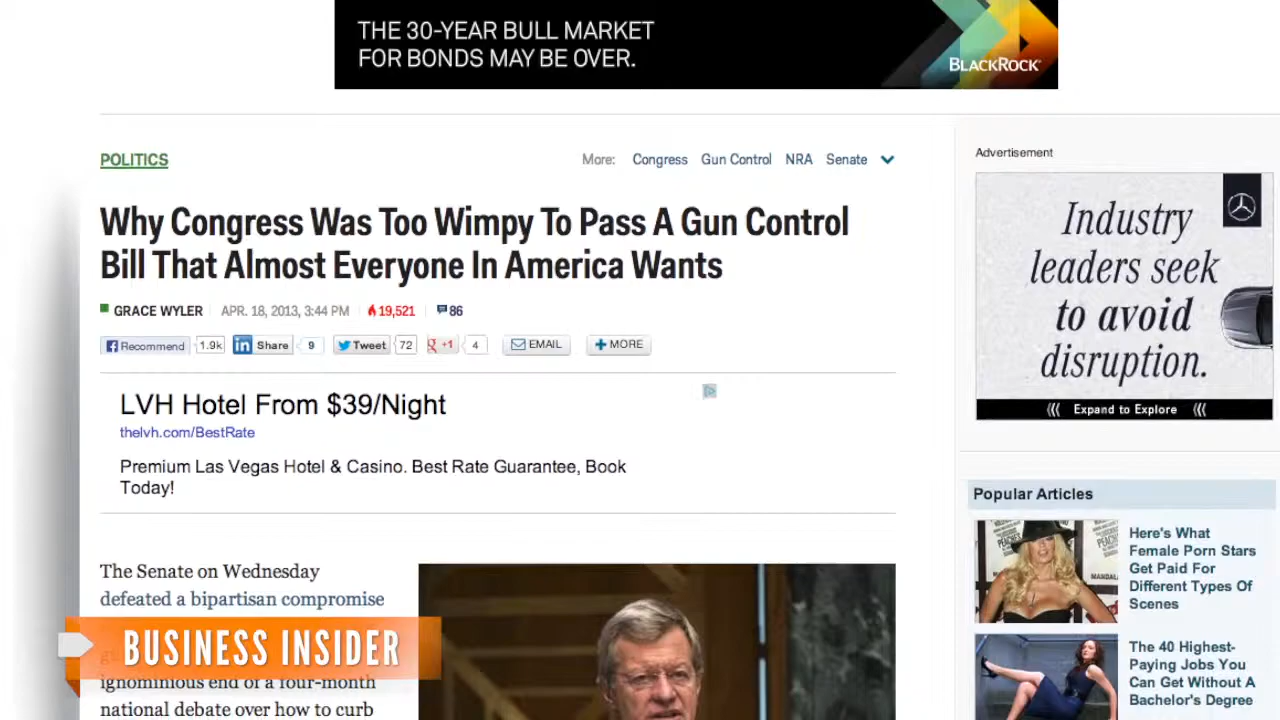 THE 30-YEAR BULL MARKET
FOR BONDS MAY BE OVER.
BLACKROCK®
POLITICS
More: Congress Gun Control NRA Senate
Why Congress Was Too Wimpy To Pass A Gun Control
Bill That Almost Everyone In America Wants
GRACE WYLER APR. 18, 2013, 3:44 PM 19,521 86
Recommend 1.9k Share 9 Tweet 72 +1 4 EMAIL MORE
LVH Hotel From $39/Night
thelvh.com/BestRate
Premium Las Vegas Hotel & Casino. Best Rate Guarantee, Book
Today!
The Senate on Wednesday
defeated a bipartisan compromise
BUSINESS INSIDER
ignominious end of a four-month
national debate over how to curb
Advertisement
Industry
leaders seek
to avoid
disruption.
Expand to Explore
Popular Articles
Here's What
Female Porn Stars
Get Paid For
Different Types Of
Scenes
The 40 Highest-
Paying Jobs You
Can Get Without A
Bachelor's Degree